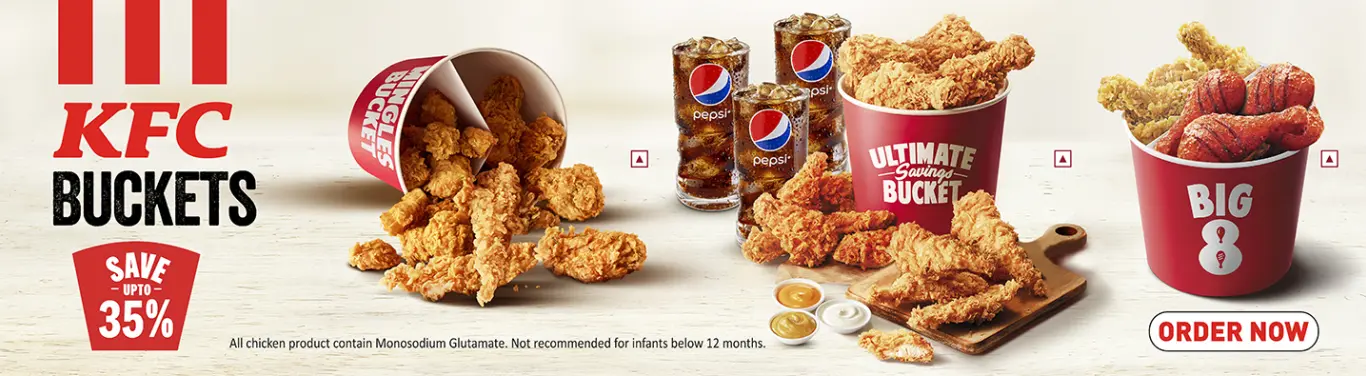 KFC
BUCKETS
SAVE
UPTO
35%
MINGLES
BUCKET
pepsi
pepsi
pepsi
ULTIMATE
Savings
BUCKET
BIG
8
All chicken product contain Monosodium Glutamate. Not recommended for infants below 12 months.
ORDER NOW